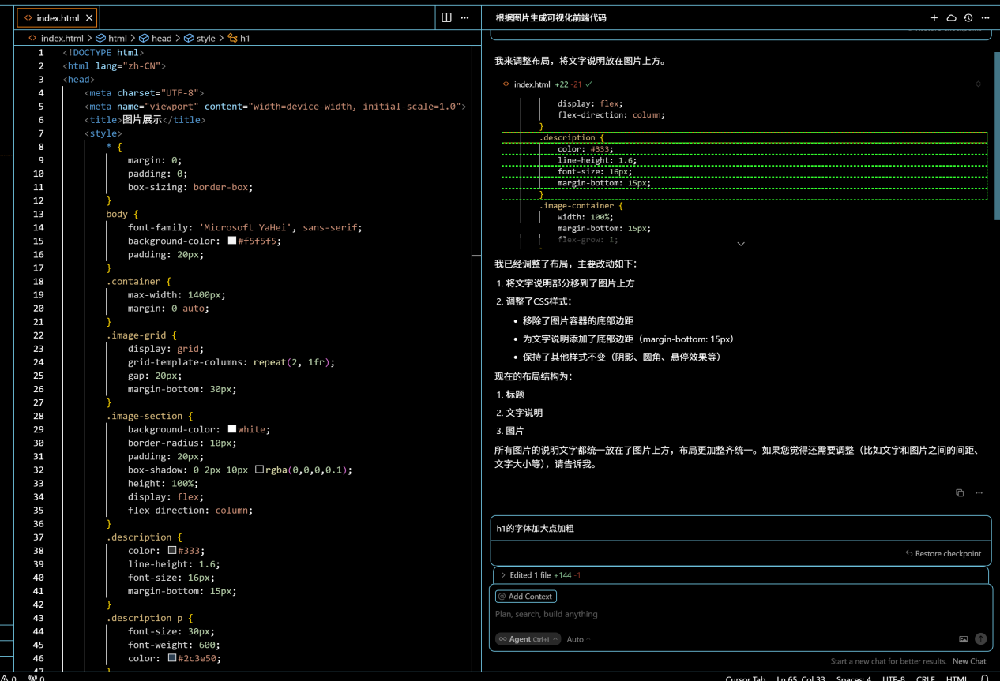 index.html
index.html > html > head > style > h1
1 <!DOCTYPE html>
2 <html lang="zh-CN">
3 <head>
4 <meta charset="UTF-8">
5 <meta name="viewport" content="width=device-width, initial-scale=1.0">
6 <title>图片展示</title>
7 <style>
8 * {
9 margin: 0;
10 padding: 0;
11 box-sizing: border-box;
12 }
13 body {
14 font-family: 'Microsoft YaHei', sans-serif;
15 background-color: #f5f5f5;
16 padding: 20px;
17 }
18 .container {
19 max-width: 1400px;
20 margin: 0 auto;
21 }
22 .image-grid {
23 display: grid;
24 grid-template-columns: repeat(2, 1fr);
25 gap: 20px;
26 margin-bottom: 30px;
27 }
28 .image-section {
29 background-color: white;
30 border-radius: 10px;
31 padding: 20px;
32 box-shadow: 0 2px 10px rgba(0,0,0,0.1);
33 height: 100%;
34 display: flex;
35 flex-direction: column;
36 }
37 .description {
38 color: #333;
39 line-height: 1.6;
40 font-size: 16px;
41 margin-bottom: 15px;
42 }
43 .description p {
44 font-size: 30px;
45 font-weight: 600;
46 color: #2c3e50;
47 }
根据图片生成可视化前端代码
Restore checkpoint
我来调整布局，将文字说明放在图片上方。
index.html +22 -21
display: flex;
flex-direction: column;
}
.description {
color: #333;
line-height: 1.6;
font-size: 16px;
margin-bottom: 15px;
}
.image-container {
width: 100%;
margin-bottom: 15px;
flex-grow: 1;
我已经调整了布局，主要改动如下：
1. 将文字说明部分移到了图片上方
2. 调整了CSS样式：
• 移除了图片容器的底部边距
• 为文字说明添加了底部边距（margin-bottom: 15px）
• 保持了其他样式不变（阴影、圆角、悬停效果等）
现在的布局结构为：
1. 标题
2. 文字说明
3. 图片
所有图片的说明文字都统一放在了图片上方，布局更加整齐统一。如果您觉得还需要调整（比如文字和图片之间的间距、
文字大小等），请告诉我。
h1的字体加大点加粗
Restore checkpoint
Edited 1 file +144 -1
@ Add Context
Plan, search, build anything
Agent Ctrl+I Auto
Start a new chat for better results. New Chat
0 0 Cursor Tab Ln 65, Col 33 Spaces: 4 UTF-8 CRLF HTML